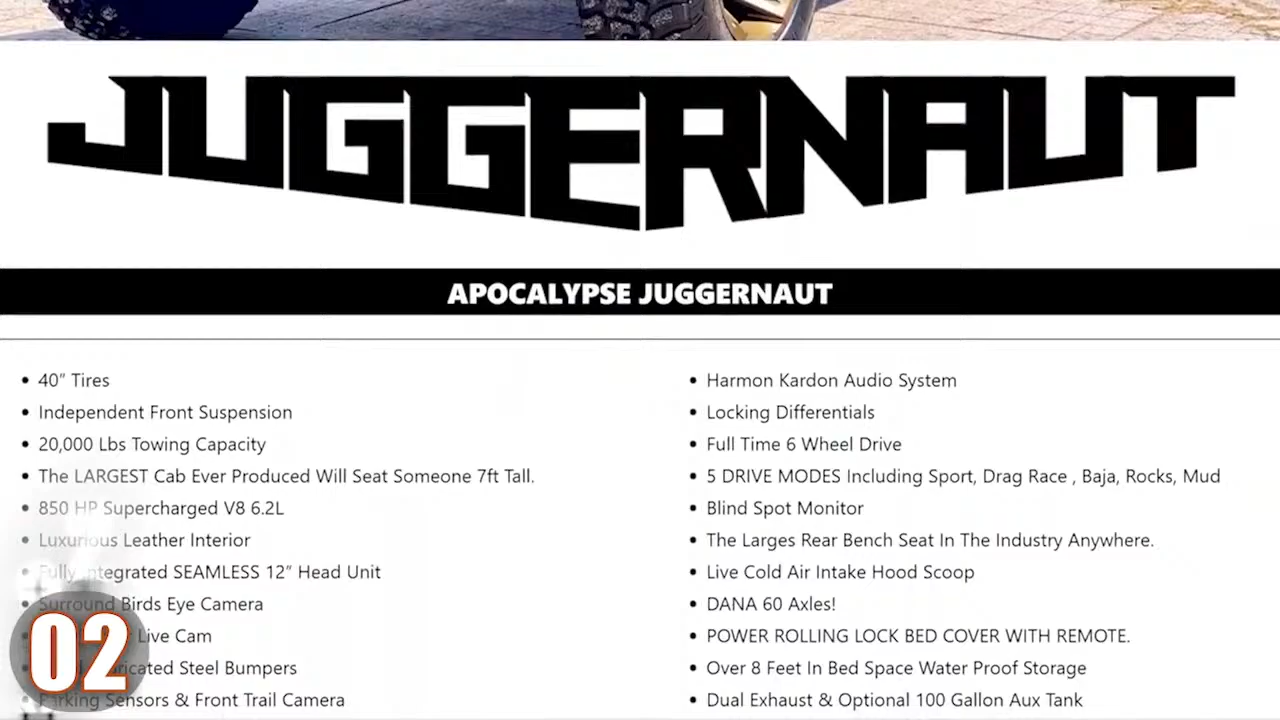 JUGGERNAUT
APOCALYPSE JUGGERNAUT
• 40” Tires
• Independent Front Suspension
• 20,000 Lbs Towing Capacity
• The LARGEST Cab Ever Produced Will Seat Someone 7ft Tall.
• 850 HP Supercharged V8 6.2L
• Luxurious Leather Interior
• Fully Integrated SEAMLESS 12” Head Unit
• Surround Birds Eye Camera
Live Cam
Steel Bumpers
• Parking Sensors & Front Trail Camera
• Harmon Kardon Audio System
• Locking Differentials
• Full Time 6 Wheel Drive
• 5 DRIVE MODES Including Sport, Drag Race , Baja, Rocks, Mud
• Blind Spot Monitor
• The Larges Rear Bench Seat In The Industry Anywhere.
• Live Cold Air Intake Hood Scoop
• DANA 60 Axles!
• POWER ROLLING LOCK BED COVER WITH REMOTE.
• Over 8 Feet In Bed Space Water Proof Storage
• Dual Exhaust & Optional 100 Gallon Aux Tank
02